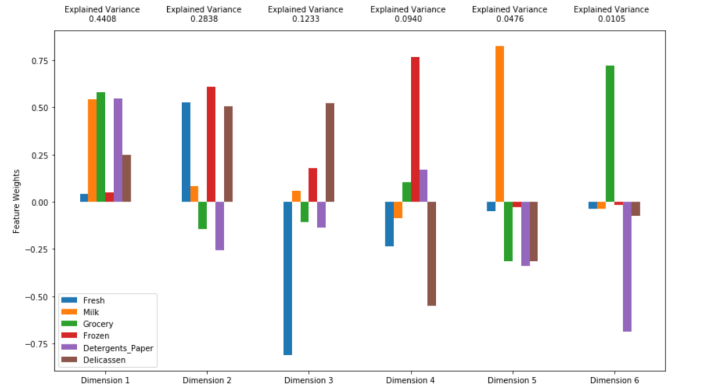 Explained Variance Explained Variance Explained Variance Explained Variance Explained Variance Explained Variance
0.4408 0.2838 0.1233 0.0940 0.0476 0.0105
0.75
0.50
0.25
0.00
−0.25
−0.50
−0.75
Feature Weights
Fresh
Milk
Grocery
Frozen
Detergents_Paper
Delicassen
Dimension 1 Dimension 2 Dimension 3 Dimension 4 Dimension 5 Dimension 6